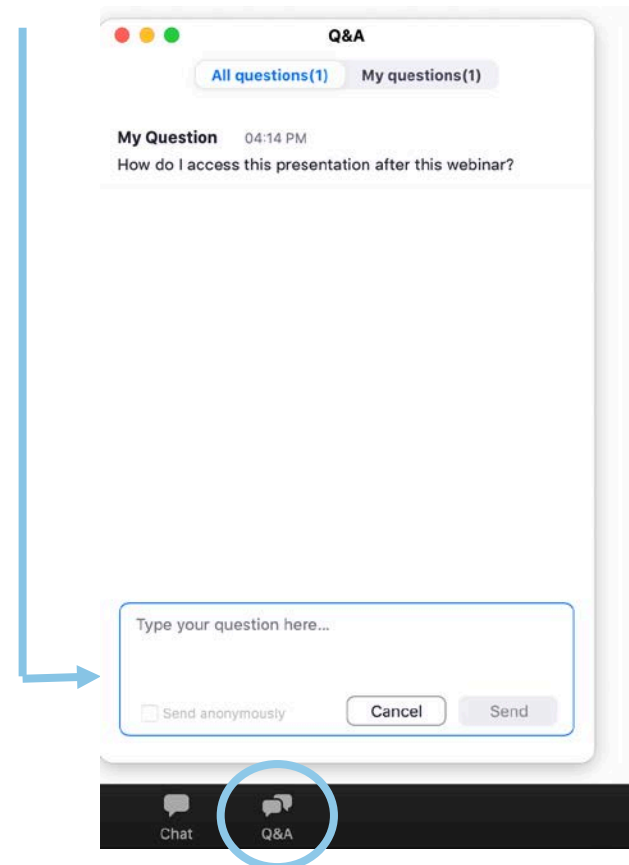 Q&A
All questions(1) My questions(1)
My Question 04:14 PM
How do I access this presentation after this webinar?
Type your question here...
Send anonymously Cancel Send
Chat Q&A